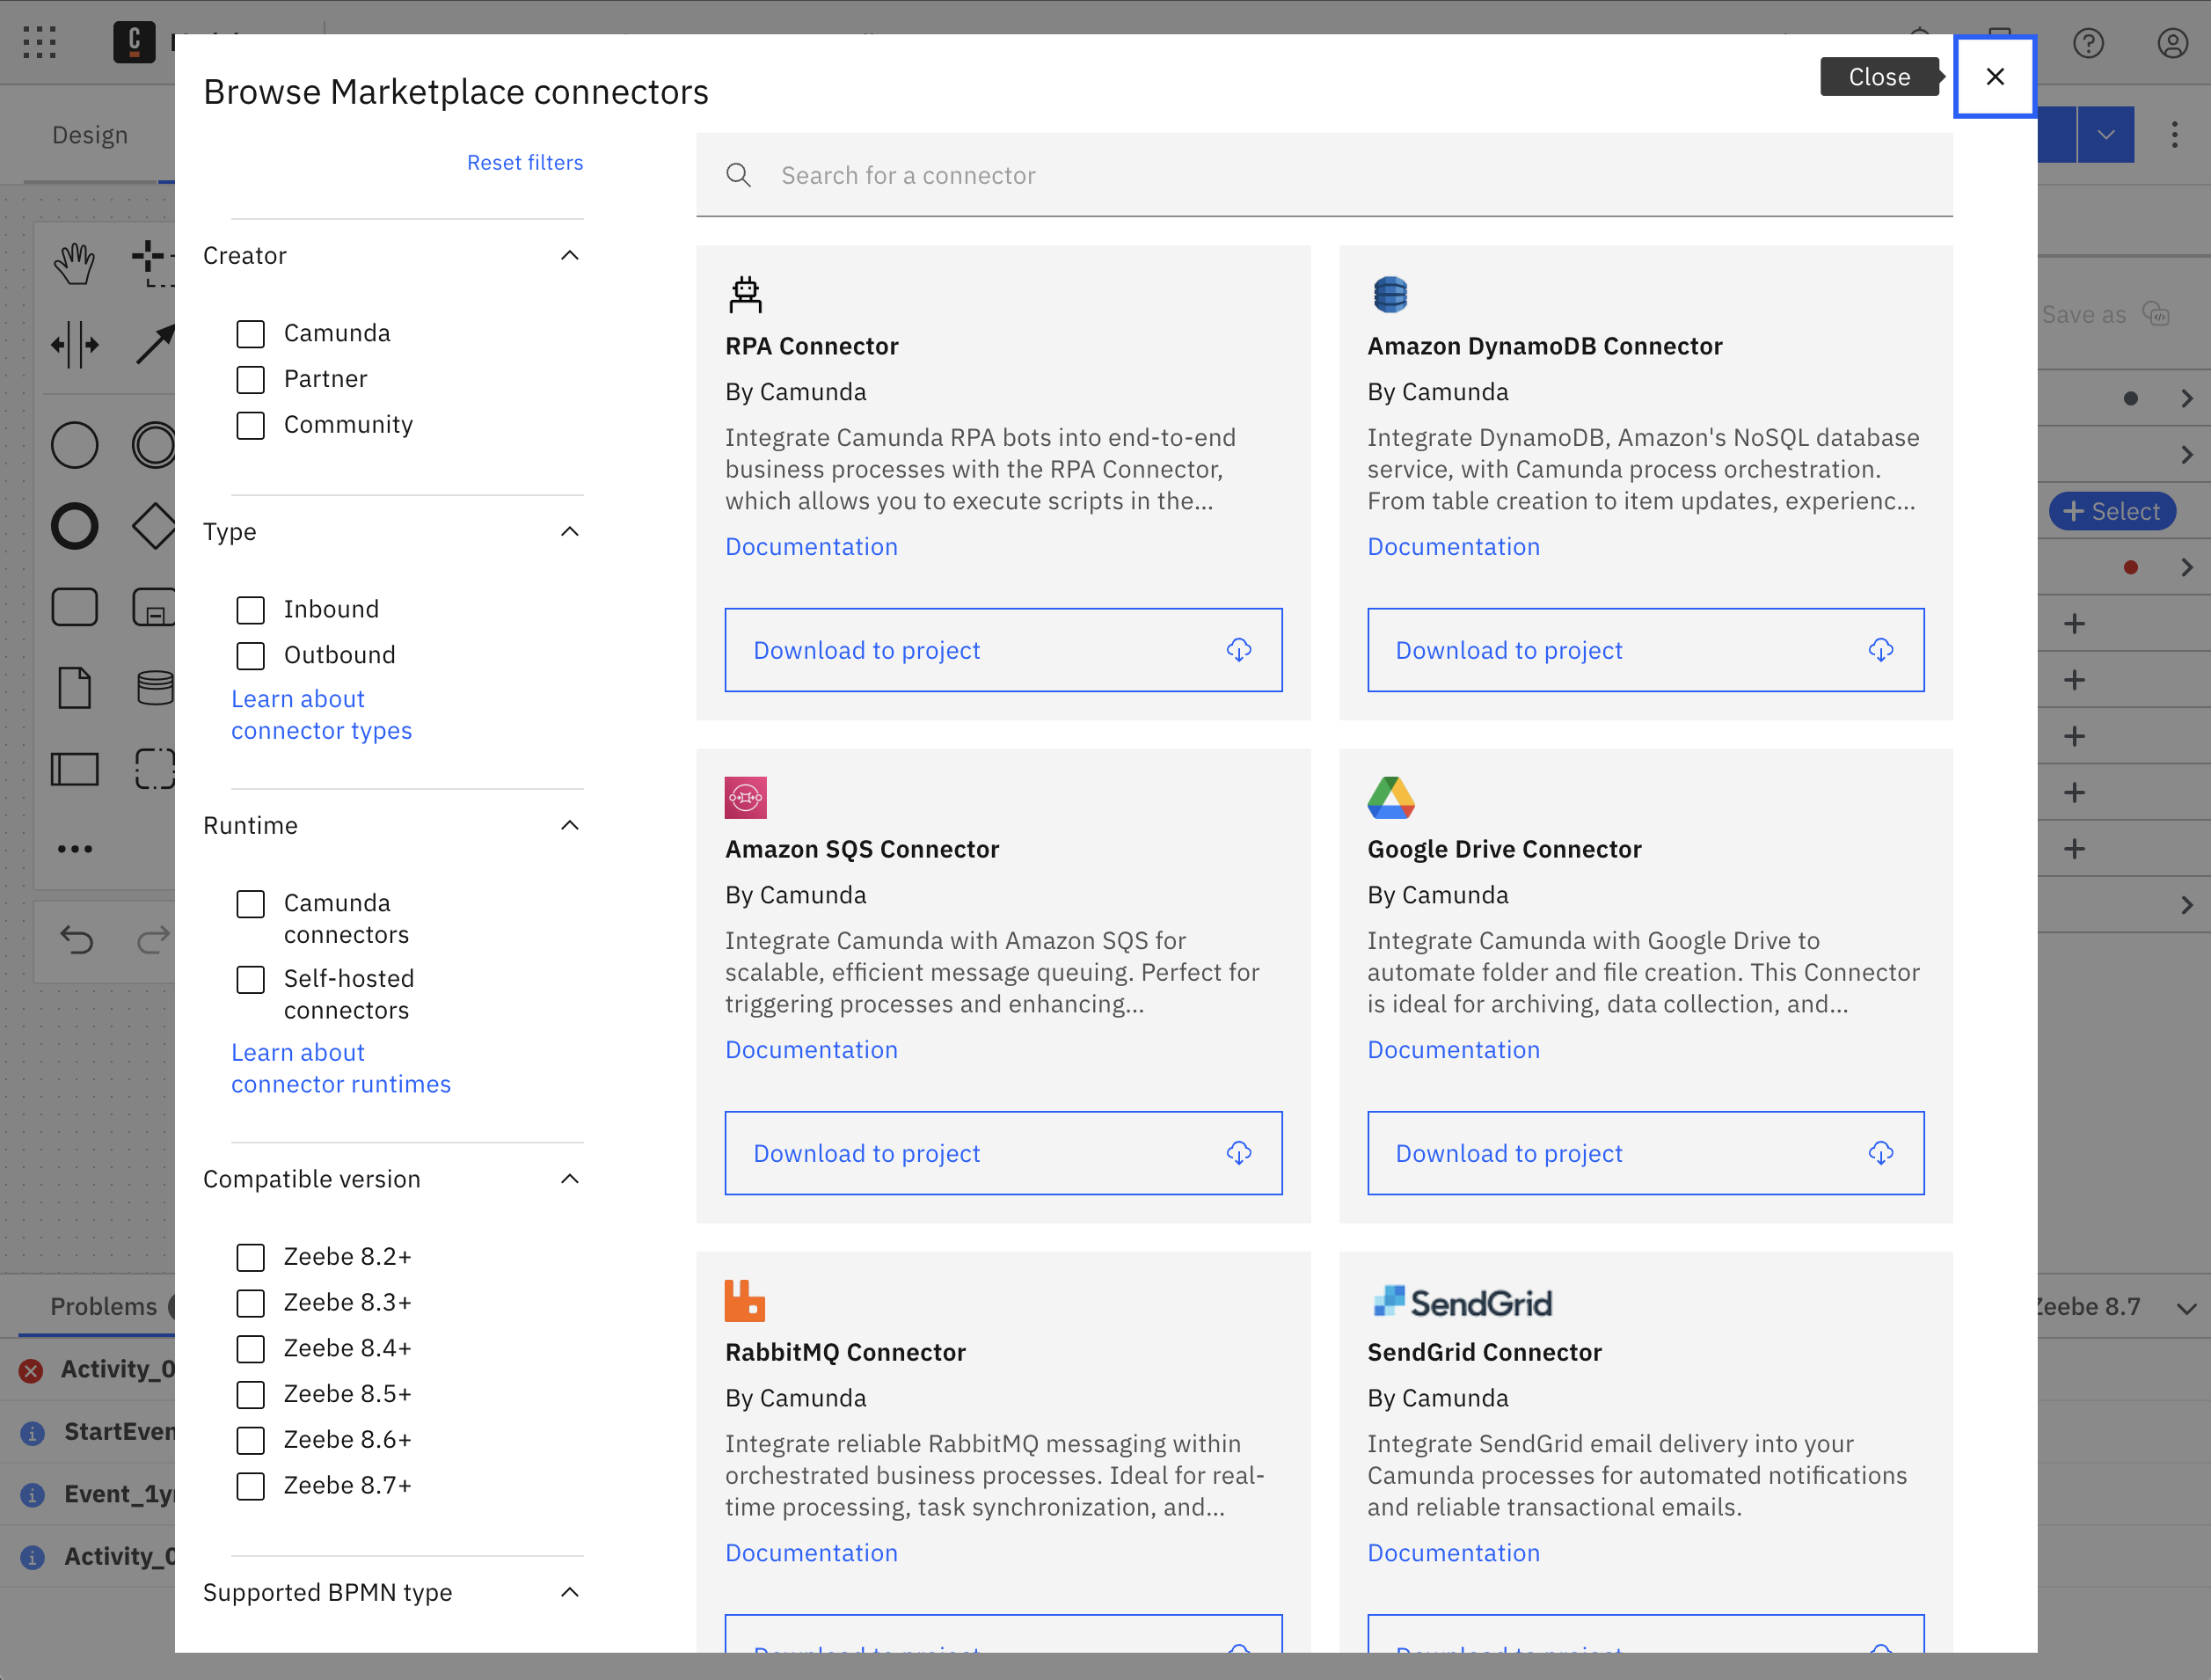 Design
Browse Marketplace connectors
Close
Reset filters
Search for a connector
Creator
Camunda
Partner
Community
Type
Inbound
Outbound
Learn about
connector types
Runtime
Camunda
connectors
Self-hosted
connectors
Learn about
connector runtimes
Compatible version
Zeebe 8.2+
Zeebe 8.3+
Zeebe 8.4+
Zeebe 8.5+
Zeebe 8.6+
Zeebe 8.7+
Supported BPMN type
RPA Connector
By Camunda
Integrate Camunda RPA bots into end-to-end
business processes with the RPA Connector,
which allows you to execute scripts in the...
Documentation
Download to project
Amazon DynamoDB Connector
By Camunda
Integrate DynamoDB, Amazon's NoSQL database
service, with Camunda process orchestration.
From table creation to item updates, experienc...
Documentation
Download to project
Amazon SQS Connector
By Camunda
Integrate Camunda with Amazon SQS for
scalable, efficient message queuing. Perfect for
triggering processes and enhancing...
Documentation
Download to project
Google Drive Connector
By Camunda
Integrate Camunda with Google Drive to
automate folder and file creation. This Connector
is ideal for archiving, data collection, and...
Documentation
Download to project
RabbitMQ Connector
By Camunda
Integrate reliable RabbitMQ messaging within
orchestrated business processes. Ideal for real-
time processing, task synchronization, and...
Documentation
Download to project
SendGrid
SendGrid Connector
By Camunda
Integrate SendGrid email delivery into your
Camunda processes for automated notifications
and reliable transactional emails.
Documentation
Download to project
Save as
Select
Problems
Zeebe 8.7
Activity_0
StartEven
Event_1y
Activity_0